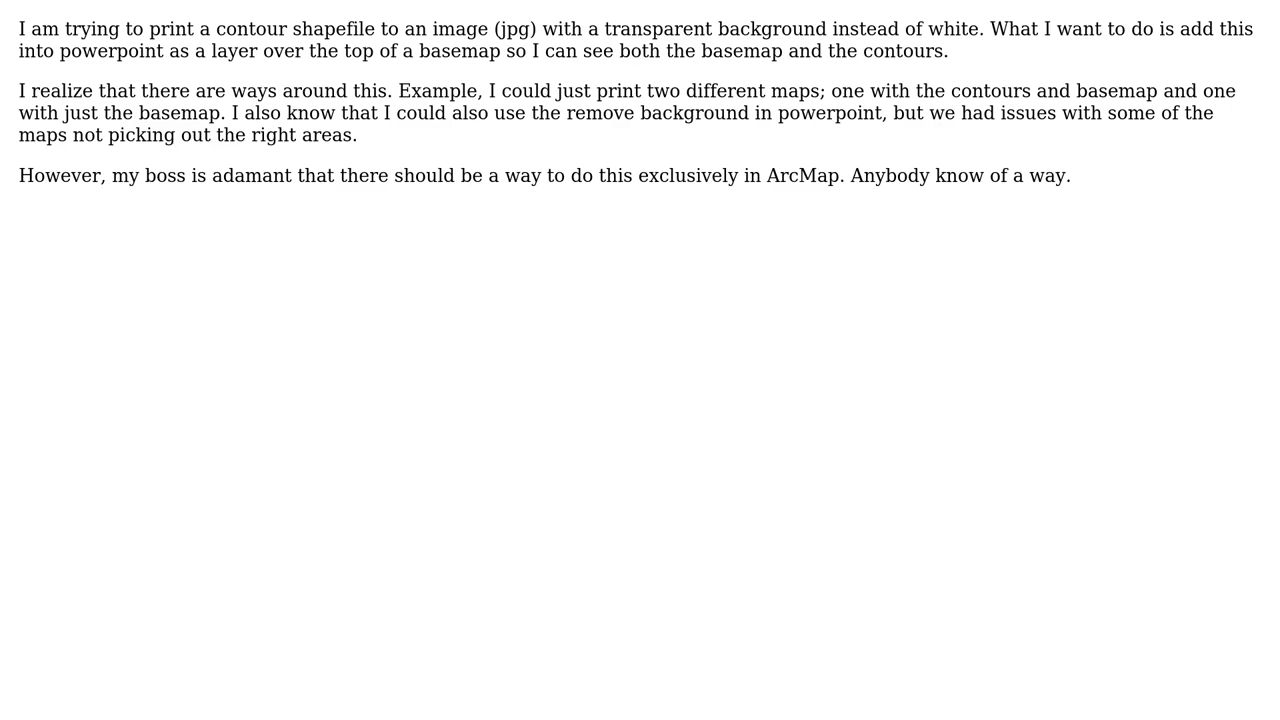 I am trying to print a contour shapefile to an image (jpg) with a transparent background instead of white. What I want to do is add this
into powerpoint as a layer over the top of a basemap so I can see both the basemap and the contours.
I realize that there are ways around this. Example, I could just print two different maps; one with the contours and basemap and one
with just the basemap. I also know that I could also use the remove background in powerpoint, but we had issues with some of the
maps not picking out the right areas.
However, my boss is adamant that there should be a way to do this exclusively in ArcMap. Anybody know of a way.